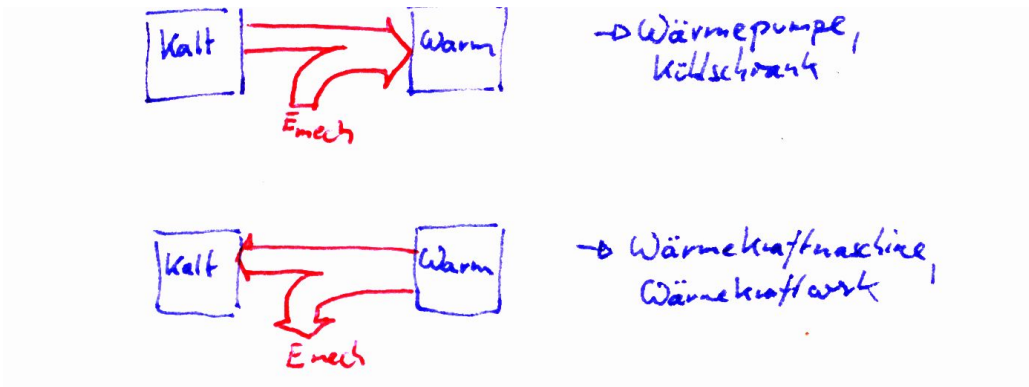 Kalt
Warm
→ Wärmepumpe,
Kühlschrank
Emech
Kalt
Warm
→ Wärmekraftmaschine,
Wärmekraftwerk
Emech